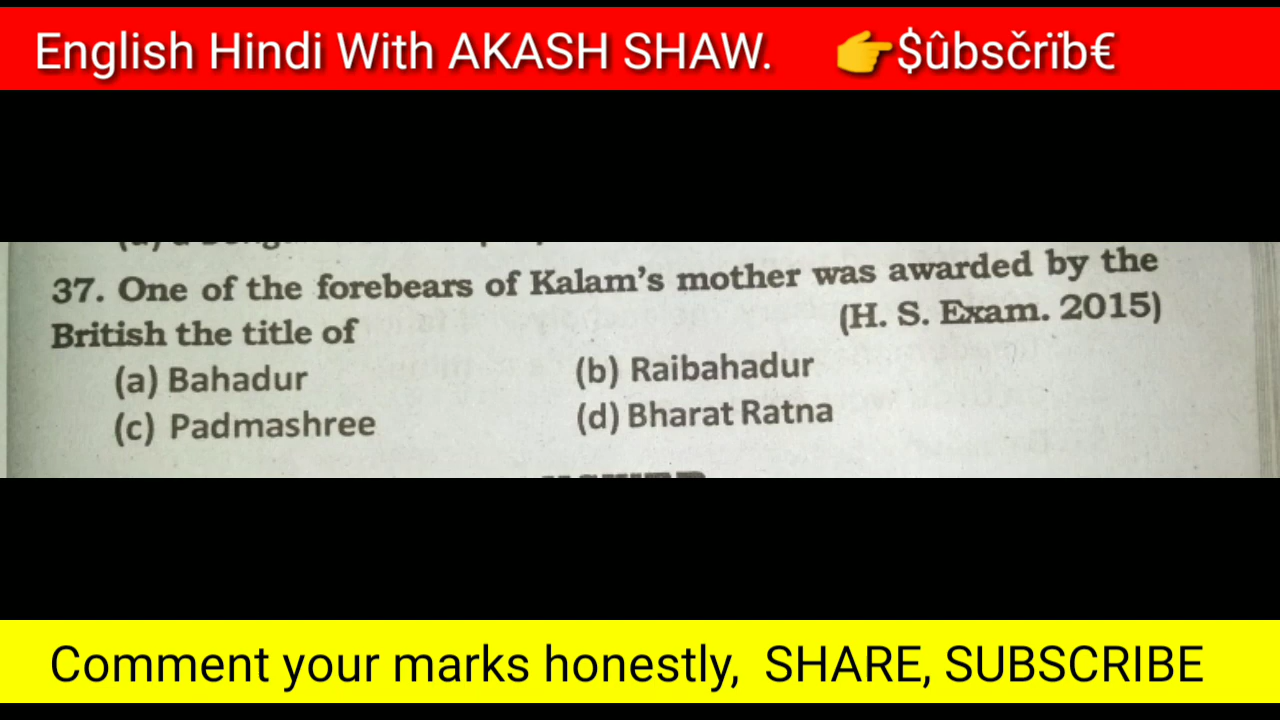 English Hindi With AKASH SHAW. 👉$ûbsčrïb€
37. One of the forebears of Kalam's mother was awarded by the
British the title of (H. S. Exam. 2015)
(a) Bahadur (b) Raibahadur
(c) Padmashree (d) Bharat Ratna
Comment your marks honestly, SHARE, SUBSCRIBE